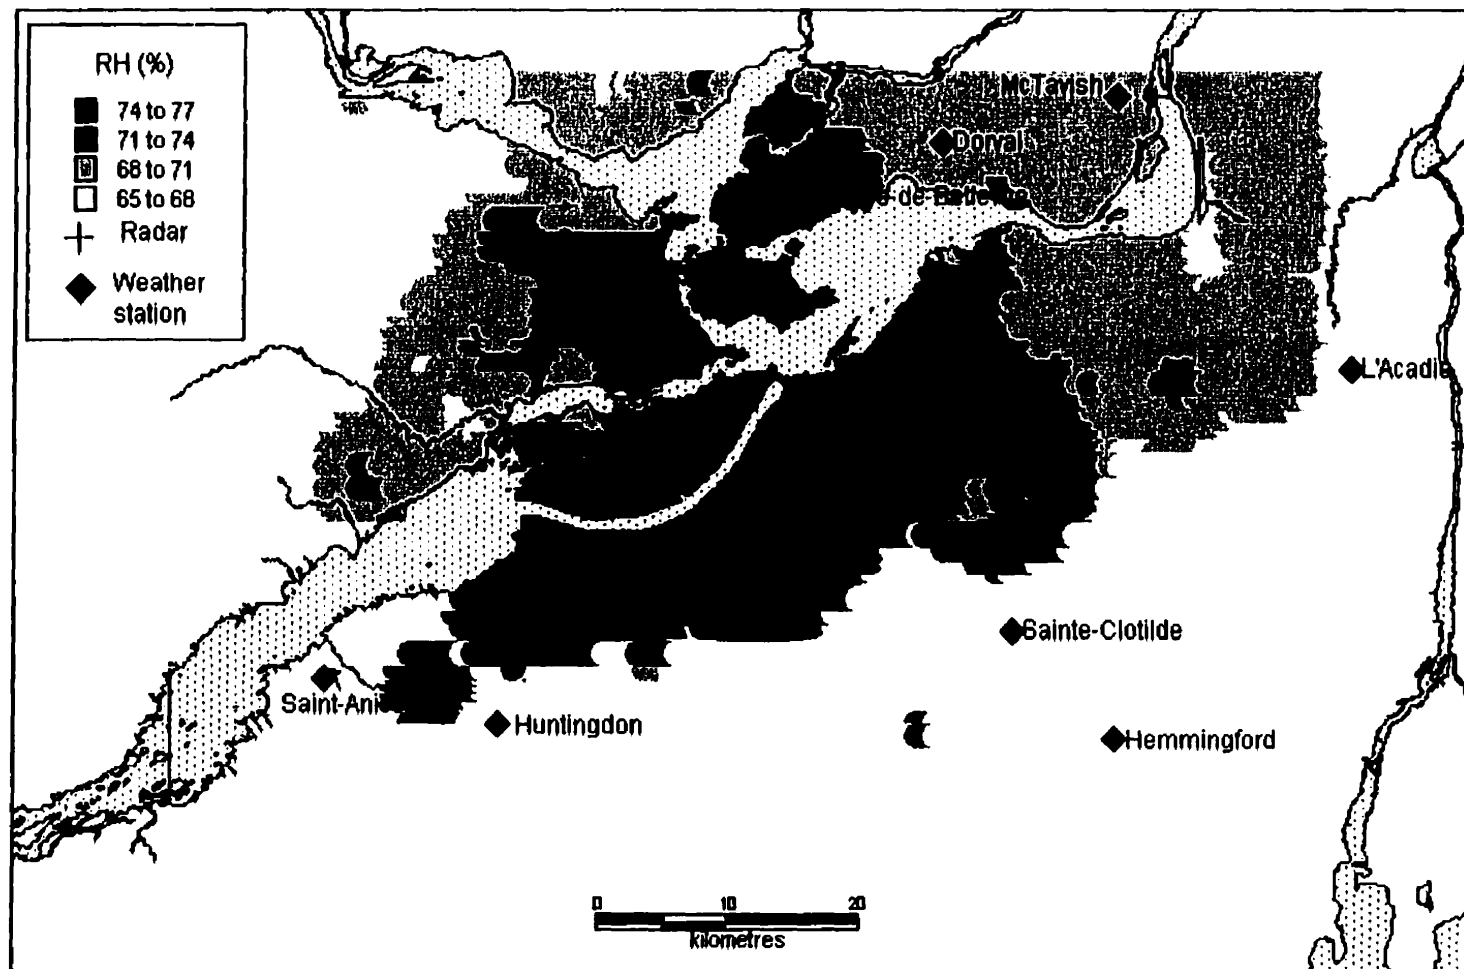 RH (%)
74 to 77
71 to 74
68 to 71
65 to 68
Radar
Weather
station
McTavish
Dorval
L'Acadie
Sainte-Clotilde
Huntingdon
Hemmingford
0 10 20
kilometres